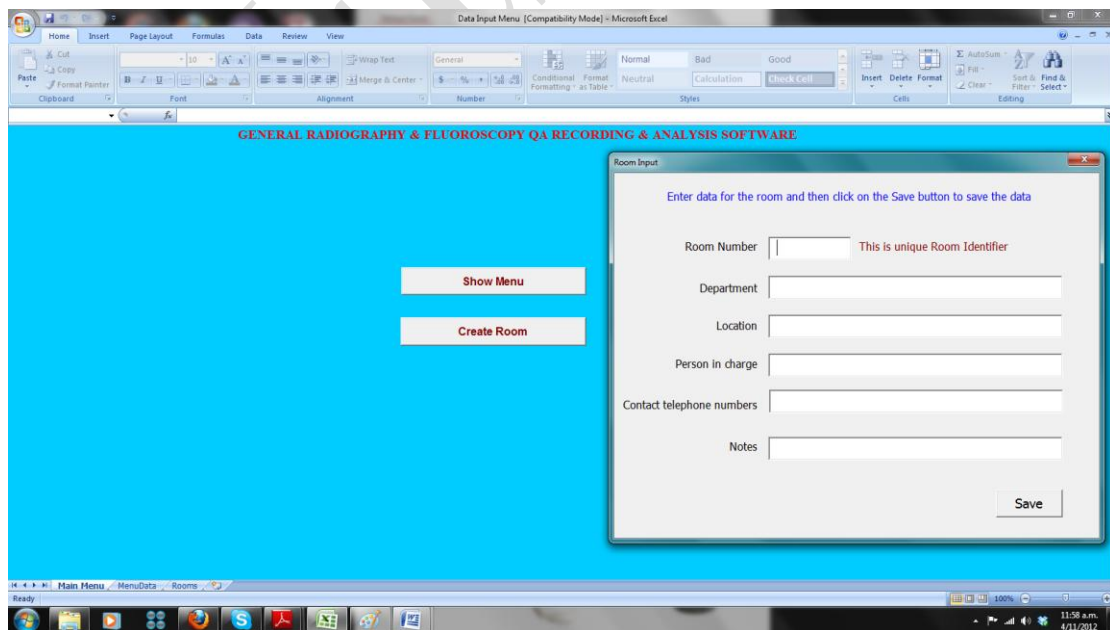 Data Input Menu [Compatibility Mode] - Microsoft Excel
Home Insert Page Layout Formulas Data Review View
Cut
Copy
Format Painter
Paste
Clipboard
10
B I U
Font
Wrap Text
Merge & Center
Alignment
General
$ %
Number
Conditional Formatting
Format as Table
Normal Bad Good
Neutral Calculation Check Cell
Styles
Insert Delete Format
Cells
Σ AutoSum
Fill
Clear
Sort & Filter
Find & Select
Editing
fx
GENERAL RADIOGRAPHY & FLUOROSCOPY QA RECORDING & ANALYSIS SOFTWARE
Show Menu
Create Room
Room Input
Enter data for the room and then click on the Save button to save the data
Room Number This is unique Room Identifier
Department
Location
Person in charge
Contact telephone numbers
Notes
Save
Main Menu MenuData Rooms
Ready
100%
11:58 a.m.
4/11/2012